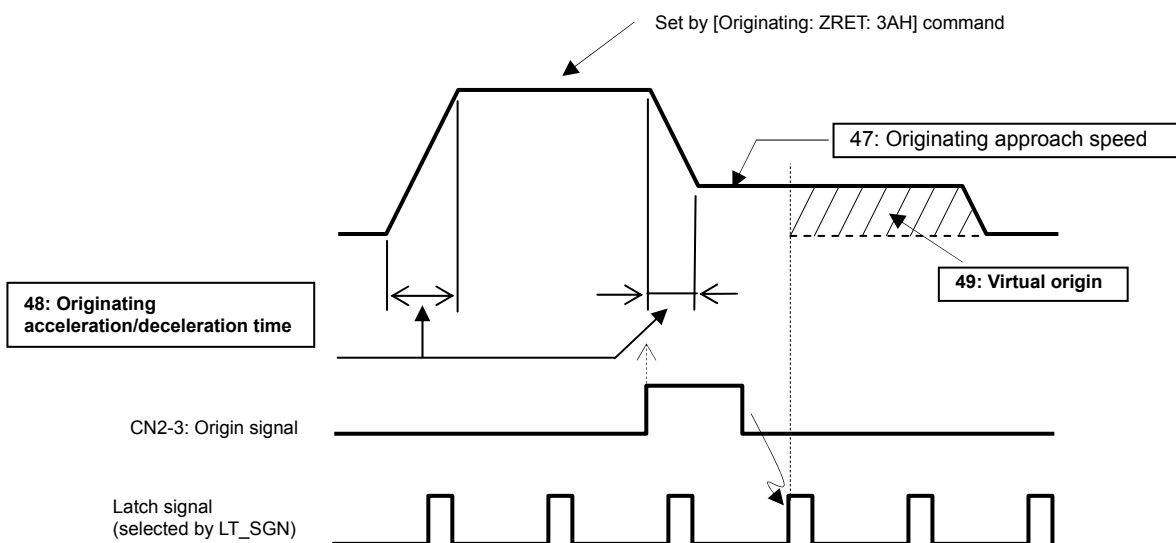 Set by [Originating: ZRET: 3AH] command
47: Originating approach speed
49: Virtual origin
48: Originating
acceleration/deceleration time
CN2-3: Origin signal
Latch signal
(selected by LT_SGN)